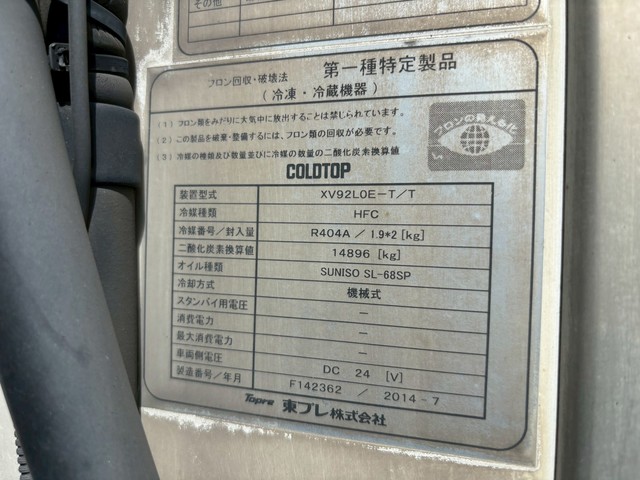 その他
フロン回収・破壊法 第一種特定製品
(冷凍・冷蔵機器)
(1) フロン類をみだりに大気中に放出することは禁じられています。
(2) この製品を廃棄・整備するには、フロン類の回収が必要です。
(3) 冷媒の種類及び数量並びに冷媒の数量の二酸化炭素換算値
フロンの見える化
COLDTOP
装置型式 XV92L0E-T/T
冷媒種類 HFC
冷媒番号/封入量 R404A / 1.9*2 [kg]
二酸化炭素換算値 14896 [kg]
オイル種類 SUNISO SL-68SP
冷却方式 機械式
スタンバイ用電圧 —
消費電力 —
最大消費電力 —
車両側電圧 DC 24 [V]
製造番号/年月 F142362 / 2014-7
Topre 東プレ株式会社